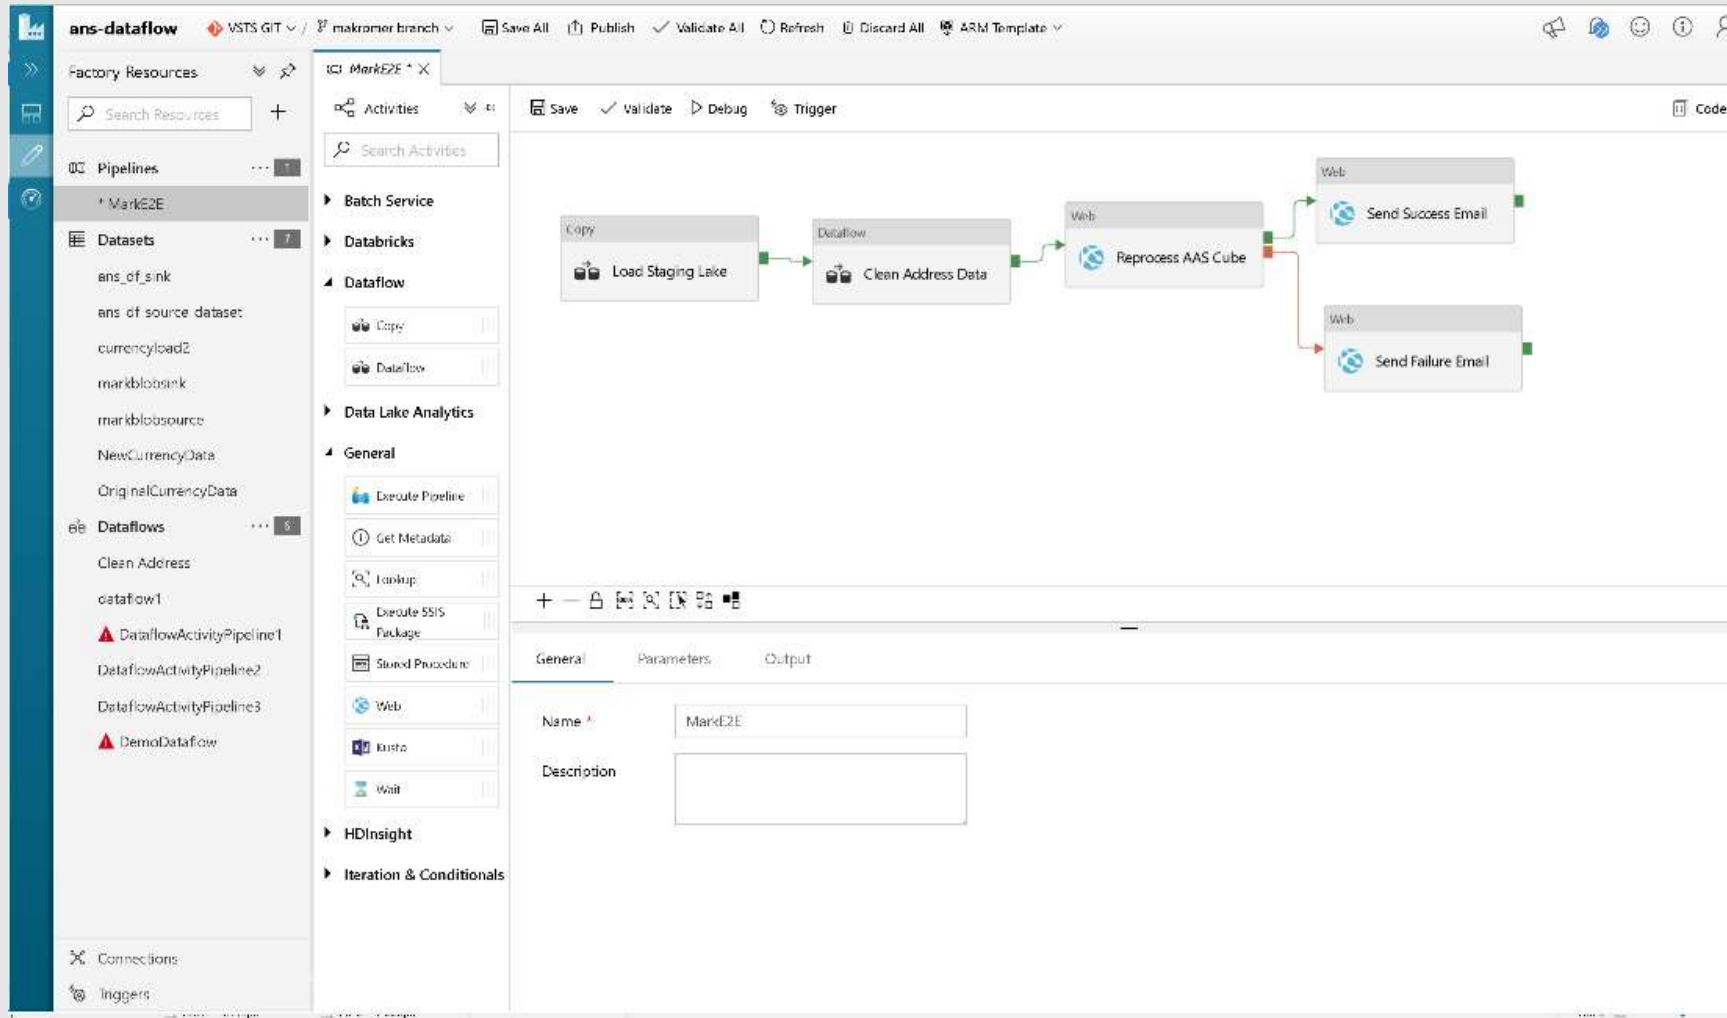 ans-dataflow VSTS GIT / makromer branch Save All Publish Validate All Refresh Discard All ARM Template
Factory Resources
Search Resources
Pipelines 1
* MarkE2E
Datasets 7
ans_df_sink
ans_df_source_dataset
currencyload2
markblobsink
markblobsource
NewCurrencyData
OriginalCurrencyData
Dataflows 6
Clean Address
dataflow1
DataflowActivityPipeline1
DataflowActivityPipeline2
DataflowActivityPipeline3
DemoDataflow
Connections
Triggers
MarkE2E *
Activities
Search Activities
Batch Service
Databricks
Dataflow
Copy
Dataflow
Data Lake Analytics
General
Execute Pipeline
Get Metadata
Lookup
Execute SSIS
Package
Stored Procedure
Web
Kusto
Wait
HDInsight
Iteration & Conditionals
Save Validate Debug Trigger Code
Copy
Load Staging Lake
Dataflow
Clean Address Data
Web
Reprocess AAS Cube
Web
Send Success Email
Web
Send Failure Email
General Parameters Output
Name * MarkE2E
Description